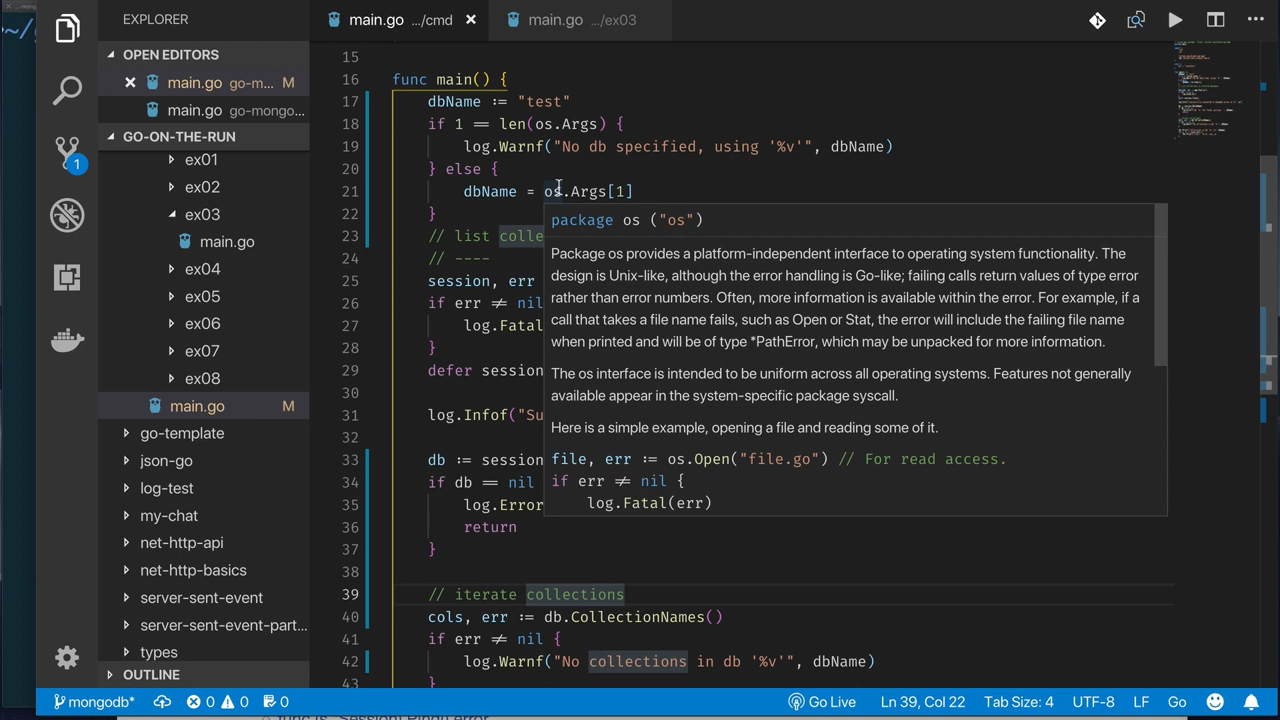 EXPLORER
main.go .../cmd
main.go .../ex03
OPEN EDITORS
main.go go-m... M
main.go go-mongo...
GO-ON-THE-RUN
ex01
ex02
ex03
main.go
ex04
ex05
ex06
ex07
ex08
main.go M
go-template
json-go
log-test
my-chat
net-http-api
net-http-basics
server-sent-event
server-sent-event-part...
types
OUTLINE
15
16 func main() {
17 dbName := "test"
18 if 1 == len(os.Args) {
19 log.Warnf("No db specified, using '%v'", dbName)
20 } else {
21 dbName = os.Args[1]
22 }
23 // list colle
24 // ----
25 session, err
26 if err ≠ nil
27 log.Fatal
28 }
29 defer session
30
31 log.Infof("Su
32
33 db := session
34 if db == nil
35 log.Error
36 return
37 }
38
39 // iterate collections
40 cols, err := db.CollectionNames()
41 if err ≠ nil {
42 log.Warnf("No collections in db '%v'", dbName)
43 }
package os ("os")
Package os provides a platform-independent interface to operating system functionality. The
design is Unix-like, although the error handling is Go-like; failing calls return values of type error
rather than error numbers. Often, more information is available within the error. For example, if a
call that takes a file name fails, such as Open or Stat, the error will include the failing file name
when printed and will be of type *PathError, which may be unpacked for more information.
The os interface is intended to be uniform across all operating systems. Features not generally
available appear in the system-specific package syscall.
Here is a simple example, opening a file and reading some of it.
file, err := os.Open("file.go") // For read access.
if err ≠ nil {
log.Fatal(err)
1
mongodb* 0 0 0 Go Live Ln 39, Col 22 Tab Size: 4 UTF-8 LF Go